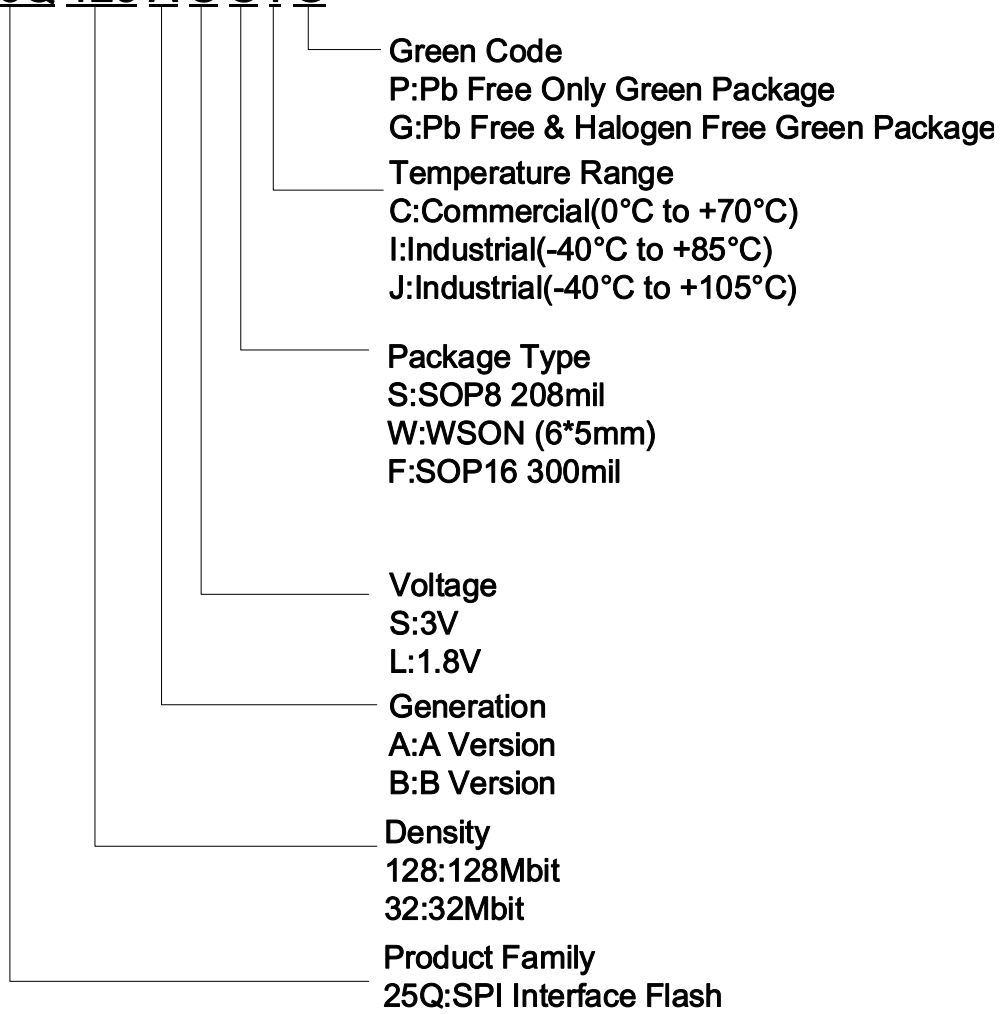 Green Code
P:Pb Free Only Green Package
G:Pb Free & Halogen Free Green Package
Temperature Range
C:Commercial(0°C to +70°C)
I:Industrial(-40°C to +85°C)
J:Industrial(-40°C to +105°C)
Package Type
S:SOP8 208mil
W:WSON (6*5mm)
F:SOP16 300mil
Voltage
S:3V
L:1.8V
Generation
A:A Version
B:B Version
Density
128:128Mbit
32:32Mbit
Product Family
25Q:SPI Interface Flash